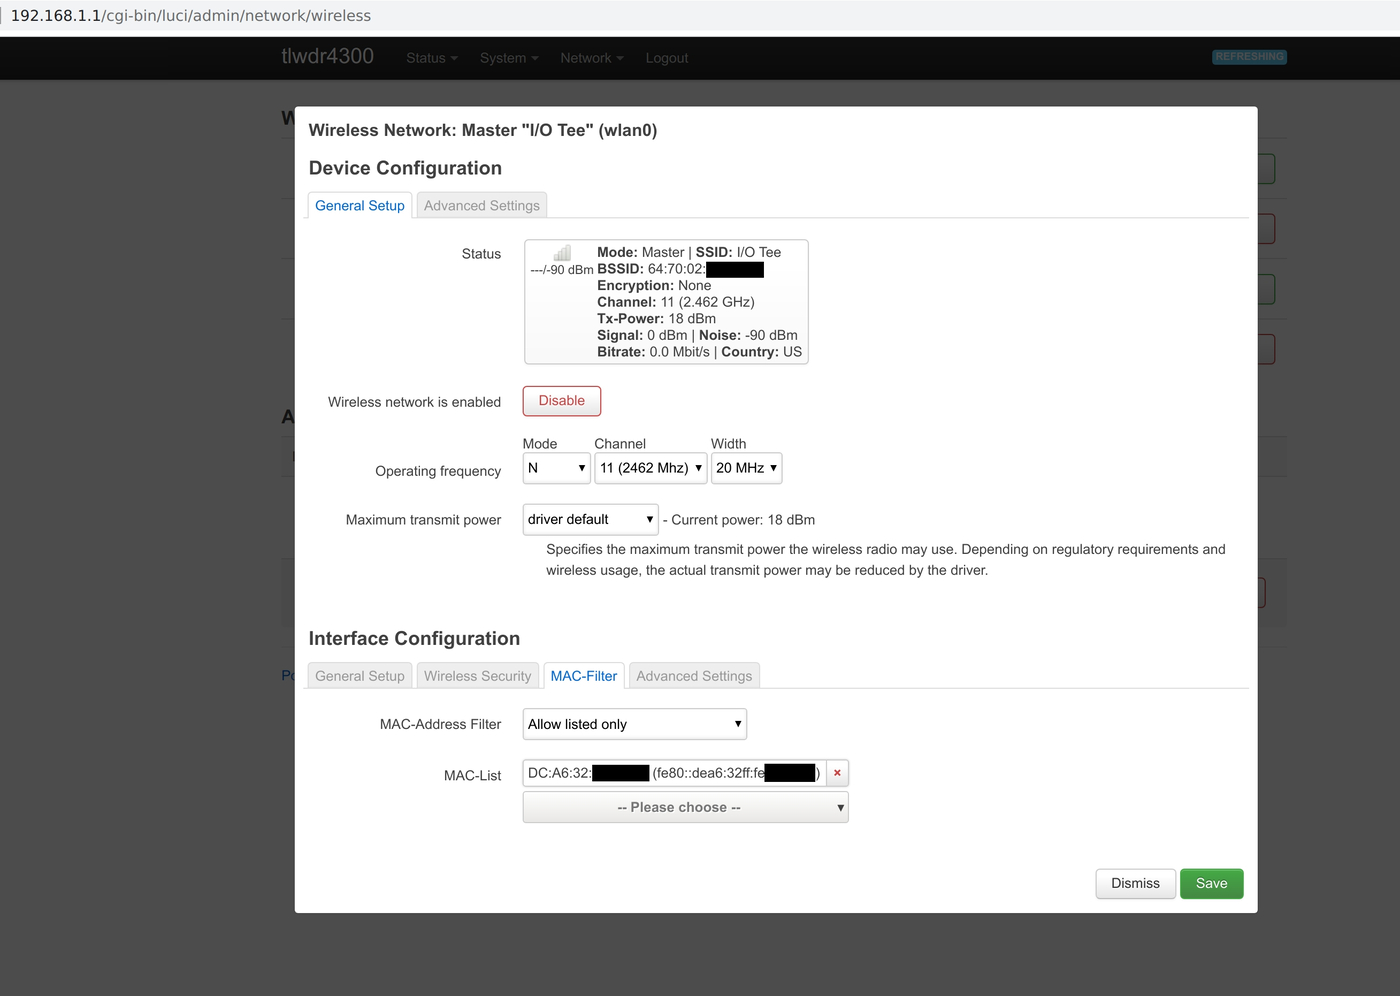 192.168.1.1/cgi-bin/luci/admin/network/wireless
tlwdr4300 Status System Network Logout REFRESHING
W
Wireless Network: Master "I/O Tee" (wlan0)
Device Configuration
General Setup Advanced Settings
Status
Mode: Master | SSID: I/O Tee
---/-90 dBm BSSID: 64:70:02:
Encryption: None
Channel: 11 (2.462 GHz)
Tx-Power: 18 dBm
Signal: 0 dBm | Noise: -90 dBm
Bitrate: 0.0 Mbit/s | Country: US
Wireless network is enabled Disable
A
Mode Channel Width
Operating frequency N 11 (2462 Mhz) 20 MHz
Maximum transmit power driver default - Current power: 18 dBm
Specifies the maximum transmit power the wireless radio may use. Depending on regulatory requirements and
wireless usage, the actual transmit power may be reduced by the driver.
Interface Configuration
Po
General Setup Wireless Security MAC-Filter Advanced Settings
MAC-Address Filter Allow listed only
MAC-List DC:A6:32: (fe80::dea6:32ff:fe )
-- Please choose --
Dismiss Save